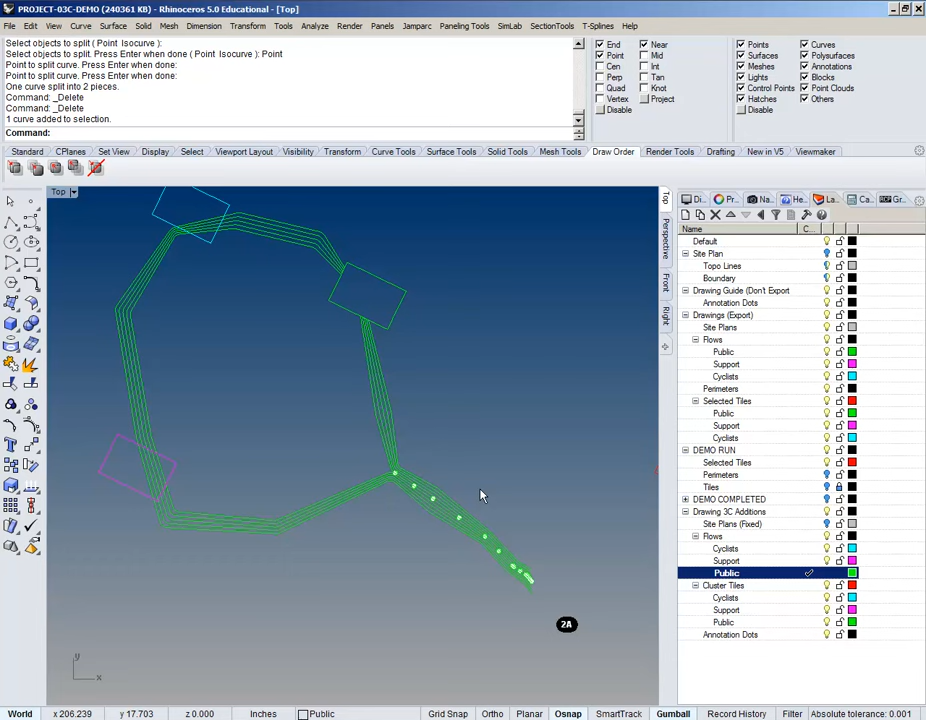 PROJECT-03C-DEMO (240361 KB) - Rhinoceros 5.0 Educational - [Top]
File Edit View Curve Surface Solid Mesh Dimension Transform Tools Analyze Render Panels Jamparc Paneling Tools SimLab SectionTools T-Splines Help
Select objects to split ( Point Isocurve ):
Select objects to split. Press Enter when done ( Point Isocurve ): Point
Point to split curve. Press Enter when done:
Point to split curve. Press Enter when done:
One curve split into 2 pieces.
Command: _Delete
Command: _Delete
1 curve added to selection.
Command:
End Near
Point Mid
Cen Int
Perp Tan
Quad Knot
Vertex Project
Disable
Points Curves
Surfaces Polysurfaces
Meshes Annotations
Lights Blocks
Control Points Point Clouds
Hatches Others
Disable
Standard CPlanes Set View Display Select Viewport Layout Visibility Transform Curve Tools Surface Tools Solid Tools Mesh Tools Draw Order Render Tools Drafting New in V5 Viewmaker
Top
Top
Perspective
Front
Right
2A
y
x
Di... Pr... Na... He... La... Ca... Gr...
Name C...
Default
Site Plan
Topo Lines
Boundary
Drawing Guide (Don't Export
Annotation Dots
Drawings (Export)
Site Plans
Flows
Public
Support
Cyclists
Perimeters
Selected Tiles
Public
Support
Cyclists
DEMO RUN
Selected Tiles
Perimeters
Tiles
DEMO COMPLETED
Drawing 3C Additions
Site Plans (Fixed)
Flows
Cyclists
Support
Public
Cluster Tiles
Cyclists
Support
Public
Annotation Dots
World x 206.239 y 17.703 z 0.000 Inches Public Grid Snap Ortho Planar Osnap SmartTrack Gumball Record History Filter Absolute tolerance: 0.001